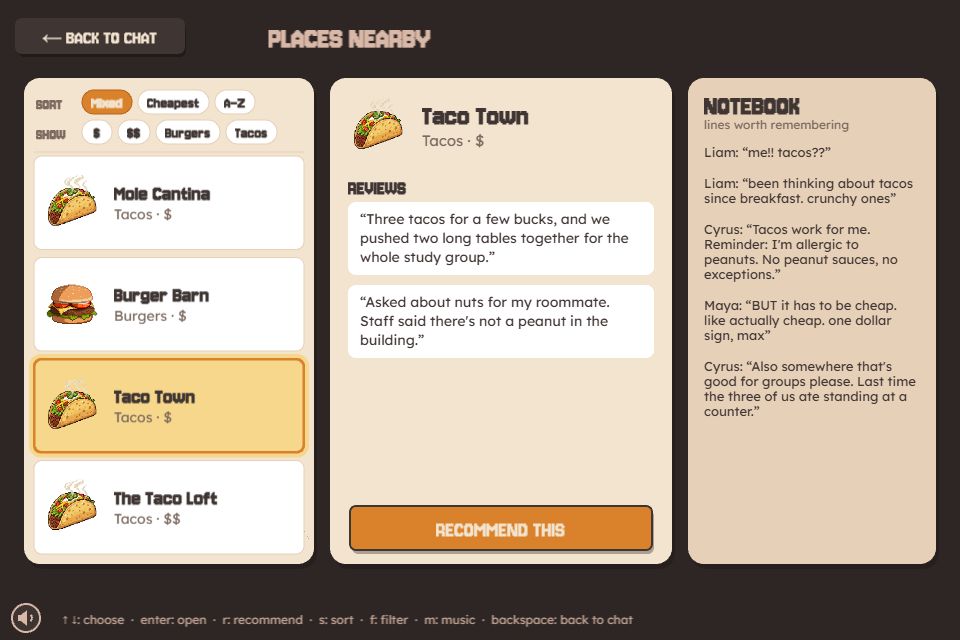 ← BACK TO CHAT
PLACES NEARBY
SORT Mixed Cheapest A-Z
SHOW $ $$ Burgers Tacos
Mole Cantina
Tacos · $
Burger Barn
Burgers · $
Taco Town
Tacos · $
The Taco Loft
Tacos · $$
Taco Town
Tacos · $
REVIEWS
“Three tacos for a few bucks, and we
pushed two long tables together for the
whole study group.”
“Asked about nuts for my roommate.
Staff said there's not a peanut in the
building.”
RECOMMEND THIS
NOTEBOOK
lines worth remembering
Liam: “me!! tacos??”
Liam: “been thinking about tacos
since breakfast. crunchy ones”
Cyrus: “Tacos work for me.
Reminder: I'm allergic to
peanuts. No peanut sauces, no
exceptions.”
Maya: “BUT it has to be cheap.
like actually cheap. one dollar
sign, max”
Cyrus: “Also somewhere that's
good for groups please. Last time
the three of us ate standing at a
counter.”
↑↓: choose · enter: open · r: recommend · s: sort · f: filter · m: music · backspace: back to chat